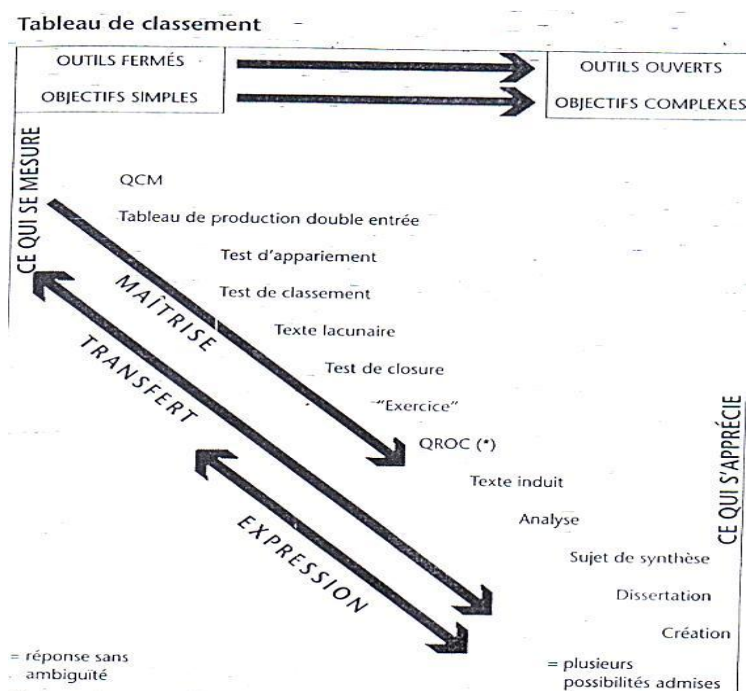 Tableau de classement
OUTILS FERMÉS
OUTILS OUVERTS
OBJECTIFS SIMPLES
OBJECTIFS COMPLEXES
CE QUI SE MESURE
QCM
Tableau de production double entrée
Test d'appariement
Test de classement
MAÎTRISE
Texte lacunaire
TRANSFERT
Test de closure
"Exercice"
QROC (*)
CE QUI S'APPRÈCIE
Texte induit
EXPRESSION
Analyse
Sujet de synthèse
Dissertation
Création
= réponse sans
ambiguïté
= plusieurs
possibilités admises